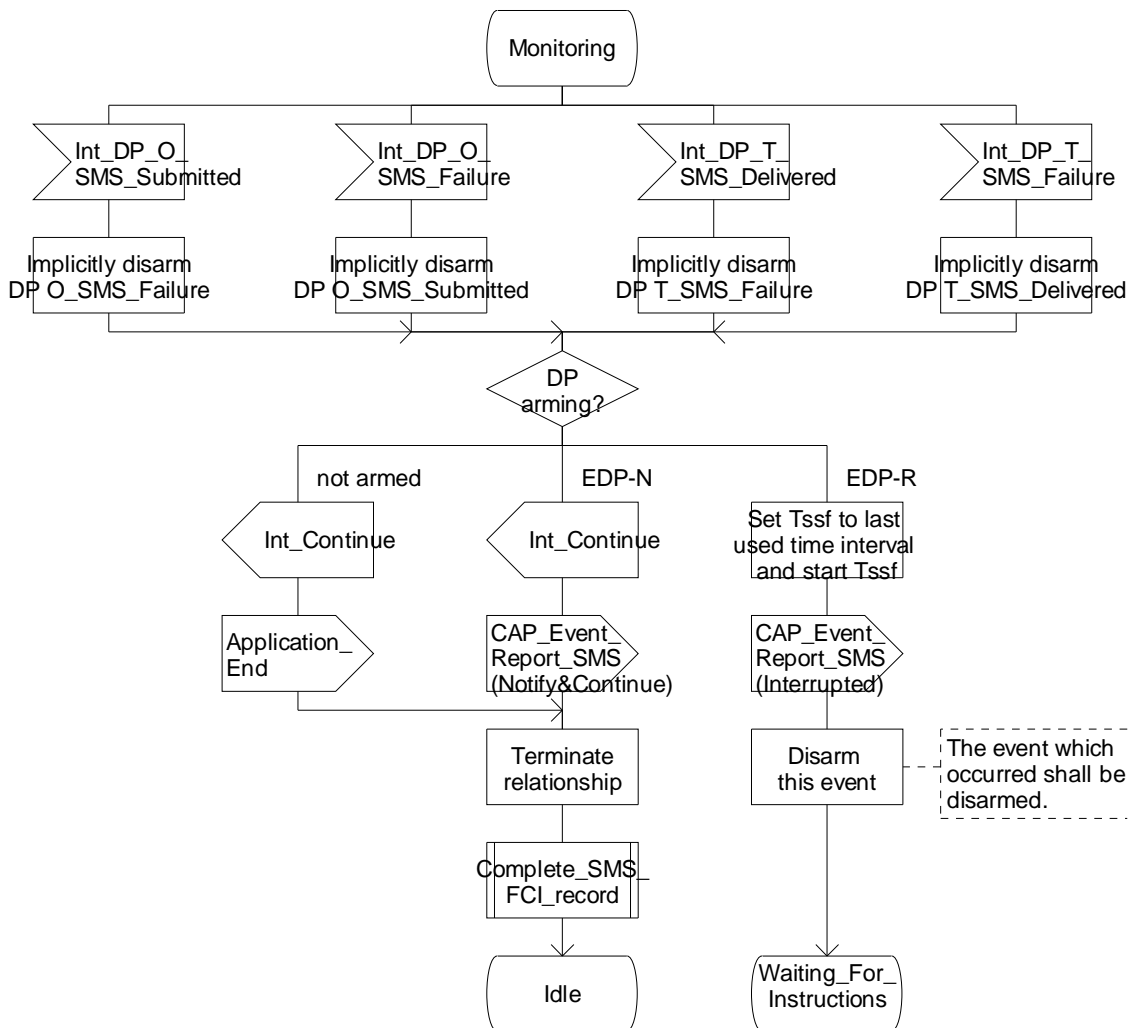 Monitoring
Int_DP_O_
SMS_Submitted
Int_DP_O_
SMS_Failure
Int_DP_T_
SMS_Delivered
Int_DP_T_
SMS_Failure
Implicitly disarm
DP O_SMS_Failure
Implicitly disarm
DP O_SMS_Submitted
Implicitly disarm
DP T_SMS_Failure
Implicitly disarm
DP T_SMS_Delivered
DP
arming?
not armed
EDP-N
EDP-R
Int_Continue
Int_Continue
Set Tssf to last
used time interval
and start Tssf
Application_
End
CAP_Event_
Report_SMS
(Notify&Continue)
CAP_Event_
Report_SMS
(Interrupted)
Terminate
relationship
Disarm
this event
The event which
occurred shall be
disarmed.
Complete_SMS_
FCI_record
Idle
Waiting_For_
Instructions